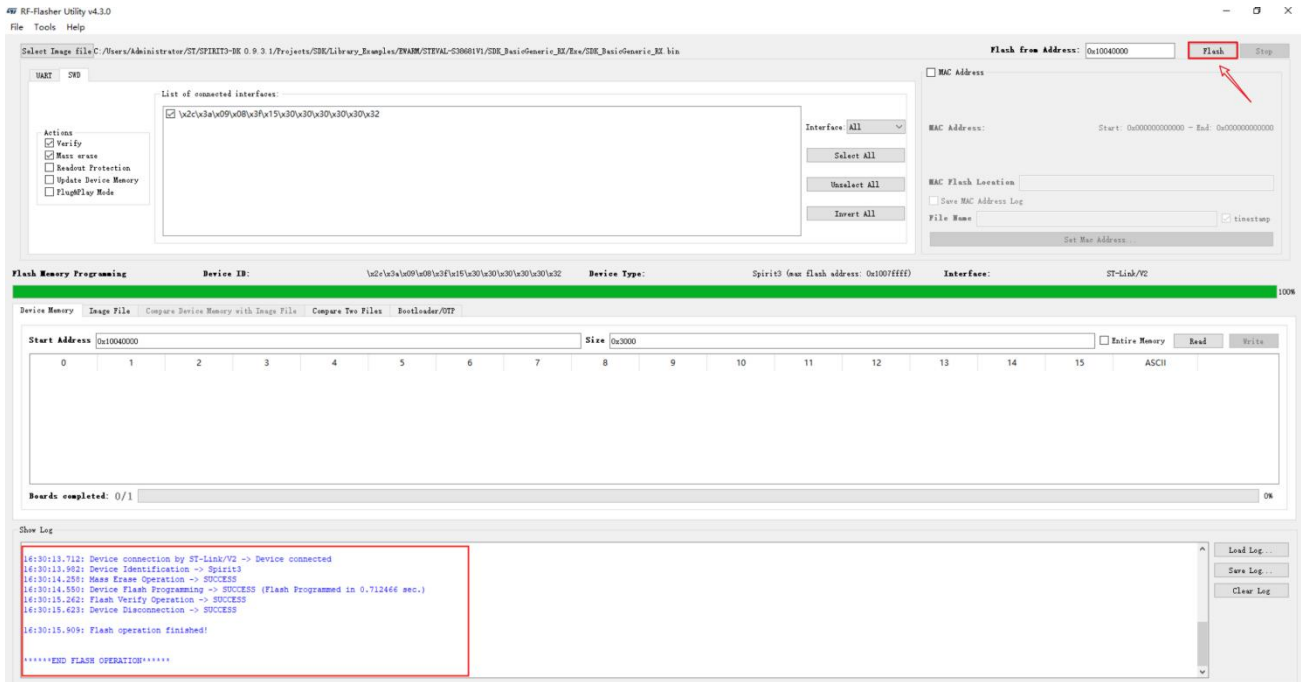 RF-Flasher Utility v4.3.0
File Tools Help
Select Image file C:/Users/Administrator/ST/SPIRIT3-DK 0.9.3.1/Projects/SDK/Library_Examples/EWARM/STEVAL-S38681V1/SDK_BasicGeneric_RX/Exe/SDK_BasicGeneric_RX.bin
Flash from Address: 0x10040000 Flash Stop
UART SWD
List of connected interfaces:
\x2c\x3a\x09\x08\x3f\x15\x30\x30\x30\x30\x30\x32
Actions
Verify
Mass erase
Readout Protection
Update Device Memory
Plug&Play Mode
Interface: All
Select All
Unselect All
Invert All
MAC Address
MAC Address: Start: 0x000000000000 - End: 0x000000000000
MAC Flash Location
Save MAC Address Log
File Name timestamp
Set Mac Address...
Flash Memory Programming Device ID: \x2c\x3a\x09\x08\x3f\x15\x30\x30\x30\x30\x30\x32 Device Type: Spirit3 (max flash address: 0x1007ffff) Interface: ST-Link/V2
100%
Device Memory Image File Compare Device Memory with Image File Compare Two Files Bootloader/OTP
Start Address 0x10040000 Size 0x3000 Entire Memory Read Write
0 1 2 3 4 5 6 7 8 9 10 11 12 13 14 15 ASCII
Boards completed: 0/1 0%
Show Log
16:30:13.712: Device connection by ST-Link/V2 -> Device connected
16:30:13.982: Device Identification -> Spirit3
16:30:14.258: Mass Erase Operation -> SUCCESS
16:30:14.550: Device Flash Programming -> SUCCESS (Flash Programmed in 0.712466 sec.)
16:30:15.262: Flash Verify Operation -> SUCCESS
16:30:15.623: Device Disconnection -> SUCCESS
16:30:15.909: Flash operation finished!
******END FLASH OPERATION******
Load Log...
Save Log...
Clear Log